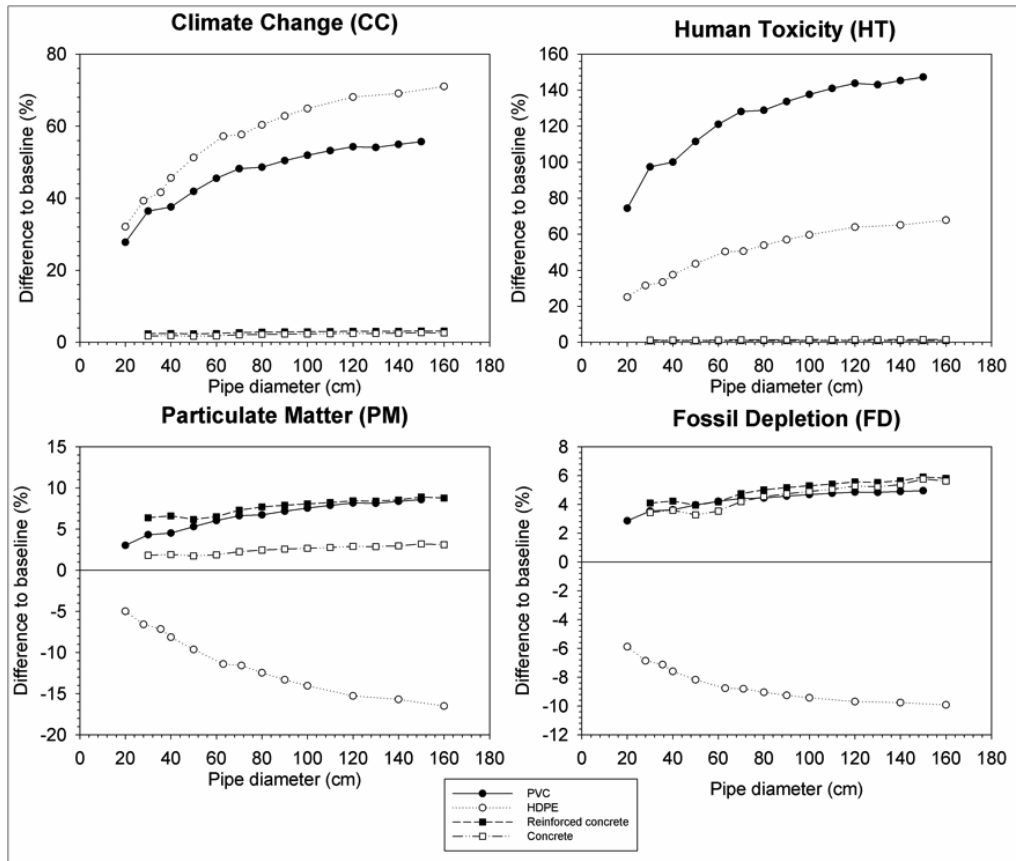 Climate Change (CC)
Difference to baseline (%)
80
60
40
20
0
0 20 40 60 80 100 120 140 160 180
Pipe diameter (cm)
Human Toxicity (HT)
Difference to baseline (%)
160
140
120
100
80
60
40
20
0
0 20 40 60 80 100 120 140 160 180
Pipe diameter (cm)
Particulate Matter (PM)
Difference to baseline (%)
15
10
5
0
-5
-10
-15
-20
0 20 40 60 80 100 120 140 160 180
Pipe diameter (cm)
Fossil Depletion (FD)
Difference to baseline (%)
8
6
4
2
0
-2
-4
-6
-8
-10
-12
0 20 40 60 80 100 120 140 160 180
Pipe diameter (cm)
PVC
HDPE
Reinforced concrete
Concrete